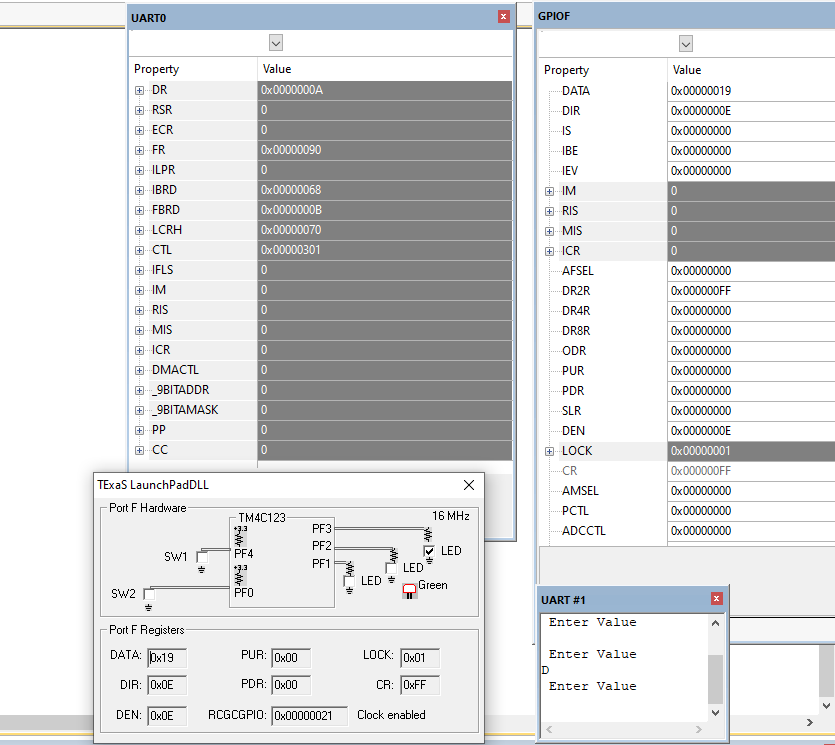 UART0
Property Value
DR 0x0000000A
RSR 0
ECR 0
FR 0x00000090
ILPR 0
IBRD 0x00000068
FBRD 0x0000000B
LCRH 0x00000070
CTL 0x00000301
IFLS 0
IM 0
RIS 0
MIS 0
ICR 0
DMACTL 0
_9BITADDR 0
_9BITAMASK 0
PP 0
CC 0
GPIOF
Property Value
DATA 0x00000019
DIR 0x0000000E
IS 0x00000000
IBE 0x00000000
IEV 0x00000000
IM 0
RIS 0
MIS 0
ICR 0
AFSEL 0x00000000
DR2R 0x000000FF
DR4R 0x00000000
DR8R 0x00000000
ODR 0x00000000
PUR 0x00000000
PDR 0x00000000
SLR 0x00000000
DEN 0x0000000E
LOCK 0x00000001
CR 0x000000FF
AMSEL 0x00000000
PCTL 0x00000000
ADCCTL 0x00000000
TExaS LaunchPadDLL
Port F Hardware
TM4C123
16 MHz
+3.3
PF3
PF2
PF1
SW1
PF4
+3.3
SW2
PF0
LED
LED
LED
Green
Port F Registers
DATA: 0x19 PUR: 0x00 LOCK: 0x01
DIR: 0x0E PDR: 0x00 CR: 0xFF
DEN: 0x0E RCGCGPIO: 0x00000021 Clock enabled
UART #1
Enter Value
Enter Value
D
Enter Value